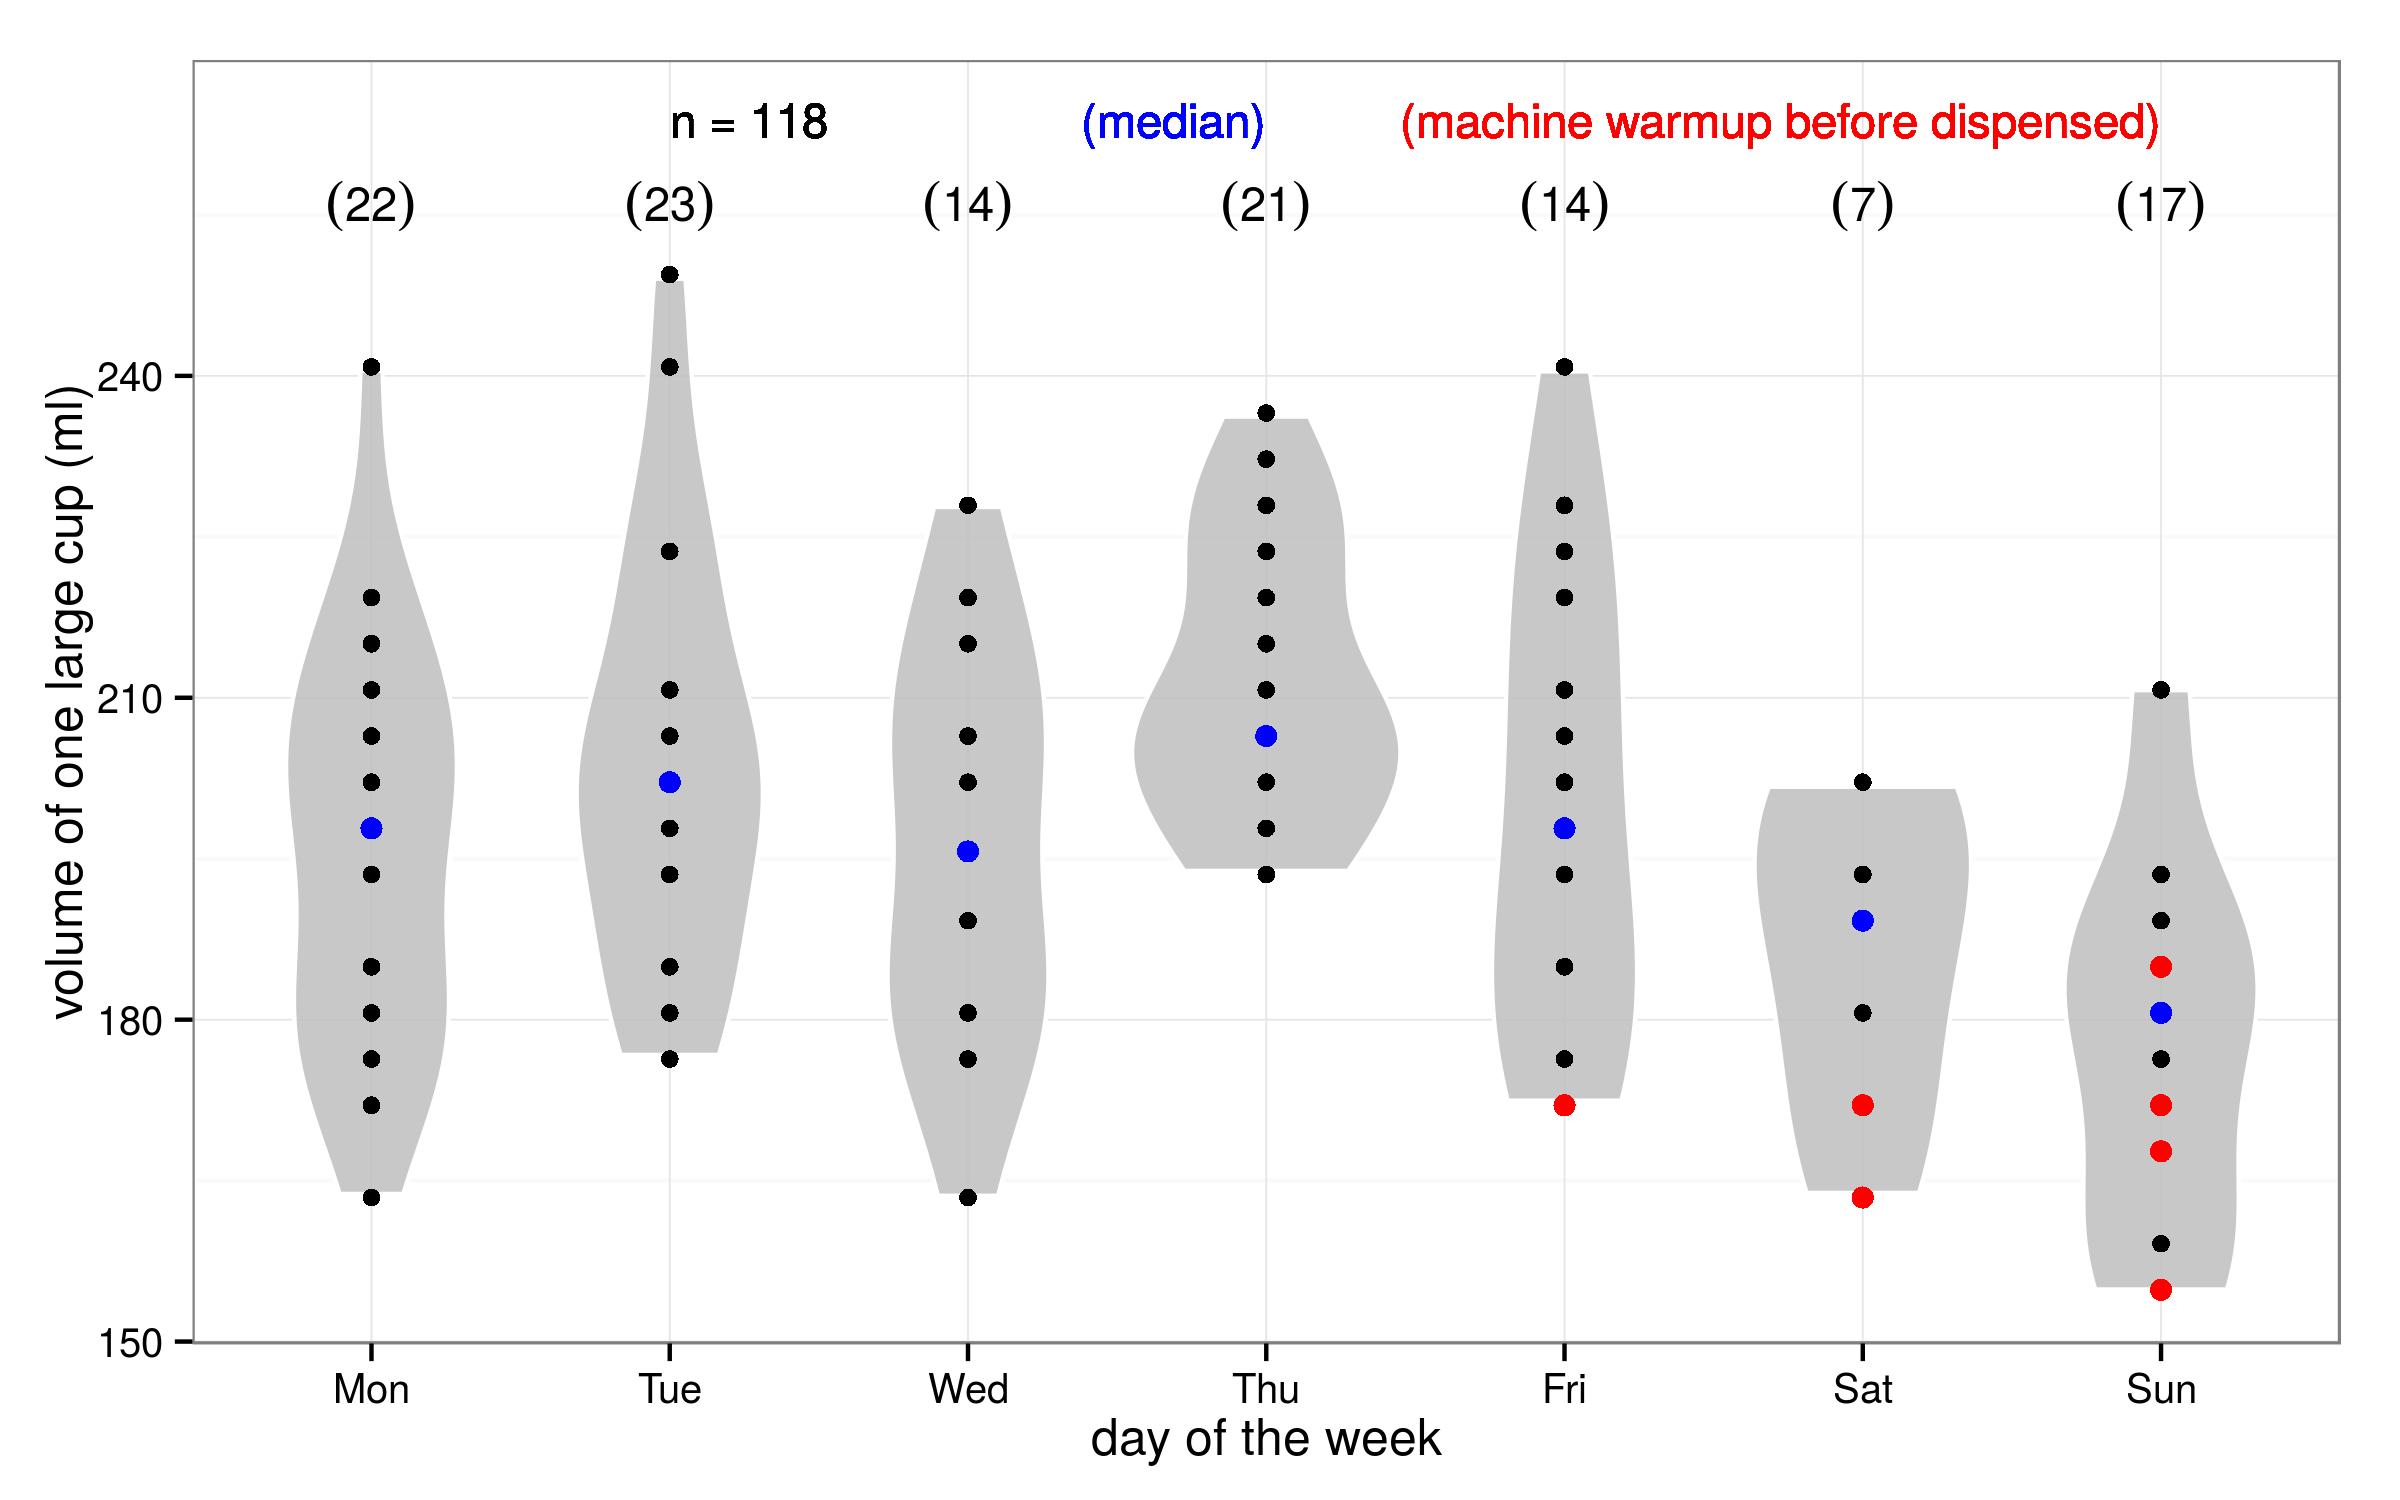 n = 118 (median) (machine warmup before dispensed)
(22) (23) (14) (21) (14) (7) (17)
240
210
180
150
volume of one large cup (ml)
Mon Tue Wed Thu Fri Sat Sun
day of the week